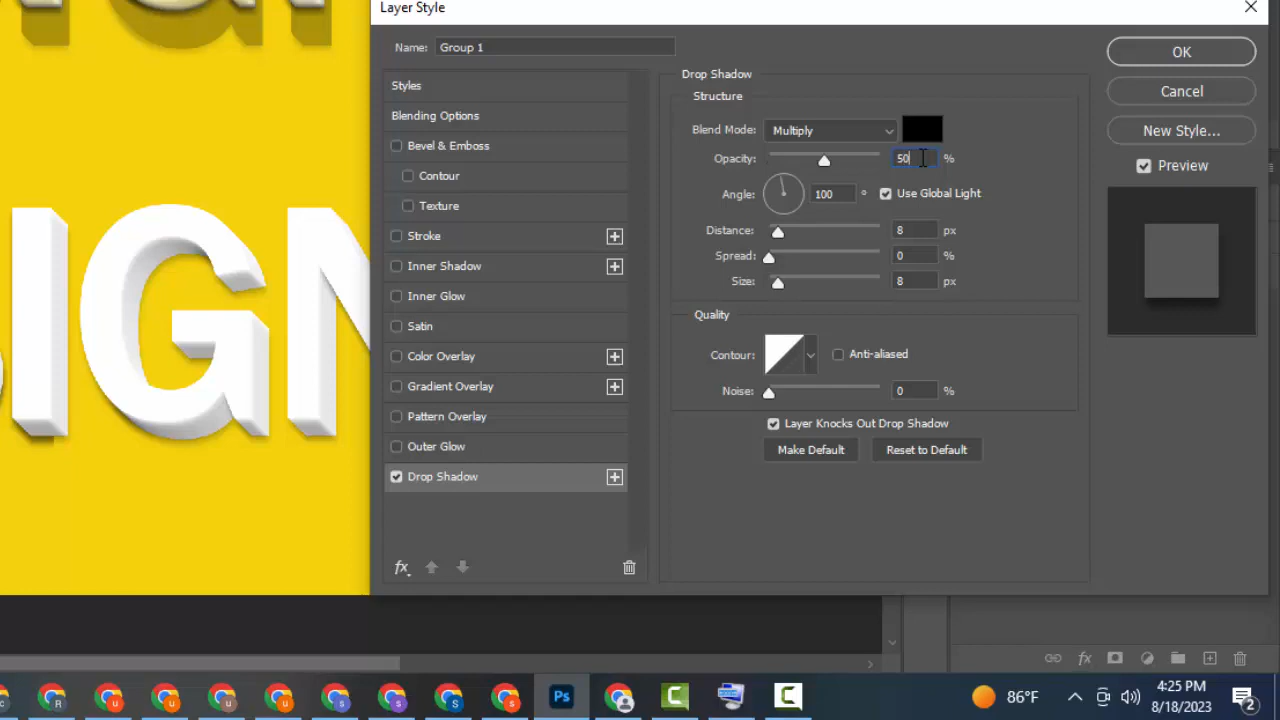 Layer Style
Name: Group 1
Styles
Blending Options
Bevel & Emboss
Contour
Texture
Stroke
Inner Shadow
Inner Glow
Satin
Color Overlay
Gradient Overlay
Pattern Overlay
Outer Glow
Drop Shadow
fx
Drop Shadow
Structure
Blend Mode: Multiply
Opacity: 50 %
Angle: 100 ° Use Global Light
Distance: 8 px
Spread: 0 %
Size: 8 px
Quality
Contour: Anti-aliased
Noise: 0 %
Layer Knocks Out Drop Shadow
Make Default Reset to Default
OK
Cancel
New Style...
Preview
IGN
fx
Ps
86°F
4:25 PM
8/18/2023
2